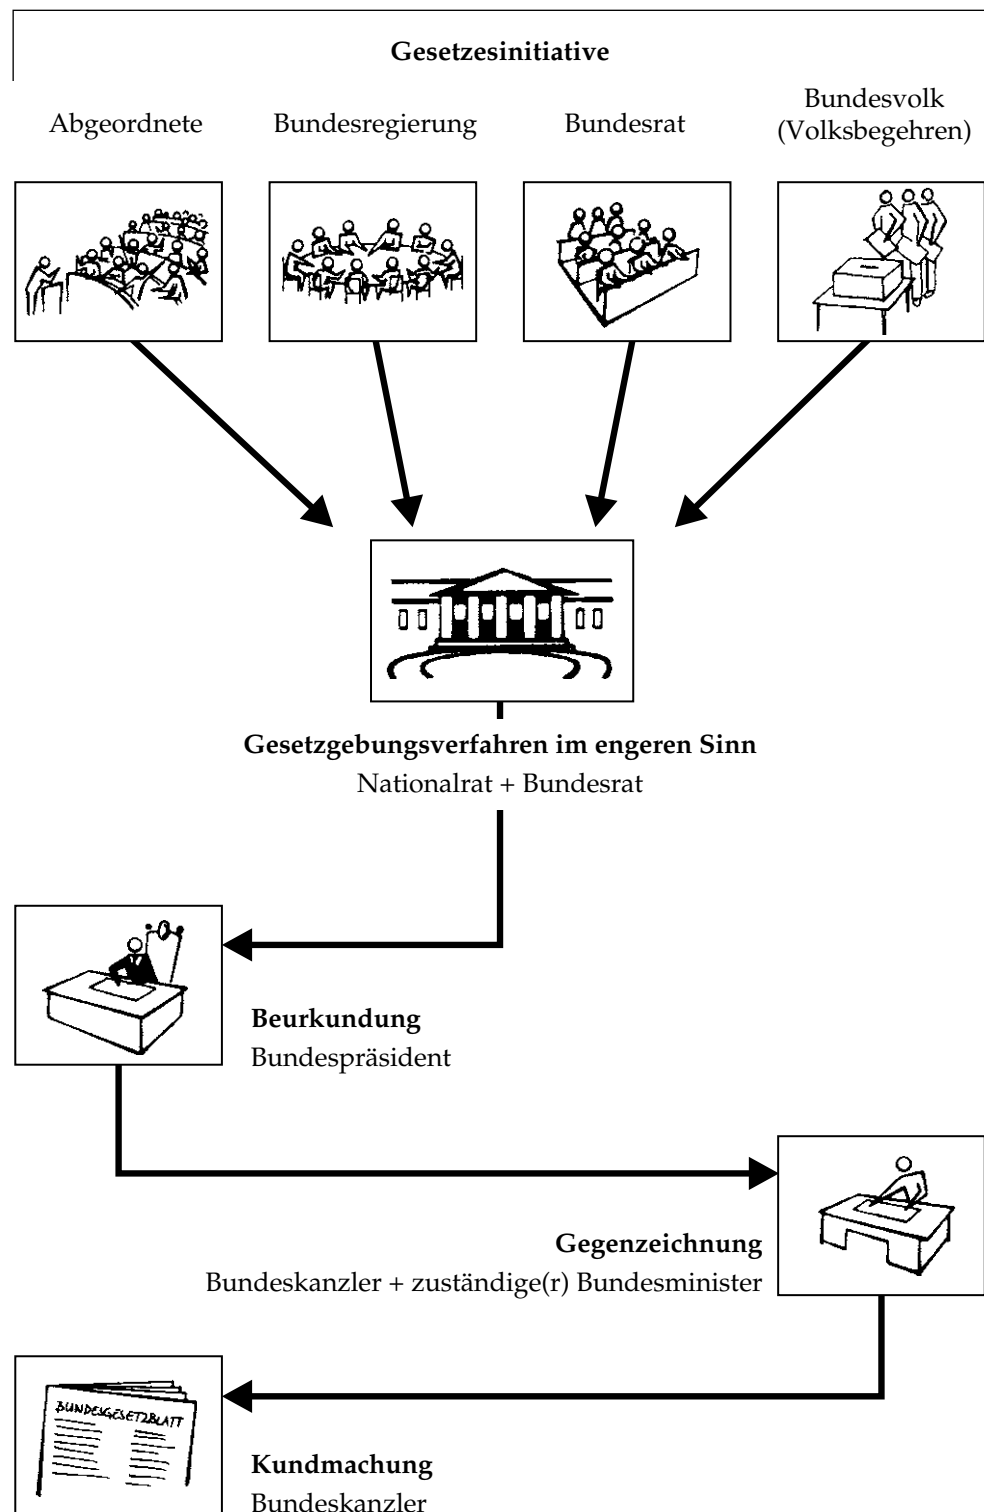 Gesetzesinitiative
Abgeordnete
Bundesregierung
Bundesrat
Bundesvolk
(Volksbegehren)
Gesetzgebungsverfahren im engeren Sinn
Nationalrat + Bundesrat
Beurkundung
Bundespräsident
Gegenzeichnung
Bundeskanzler + zuständige(r) Bundesminister
BUNDESGESETZBLATT
Kundmachung
Bundeskanzler